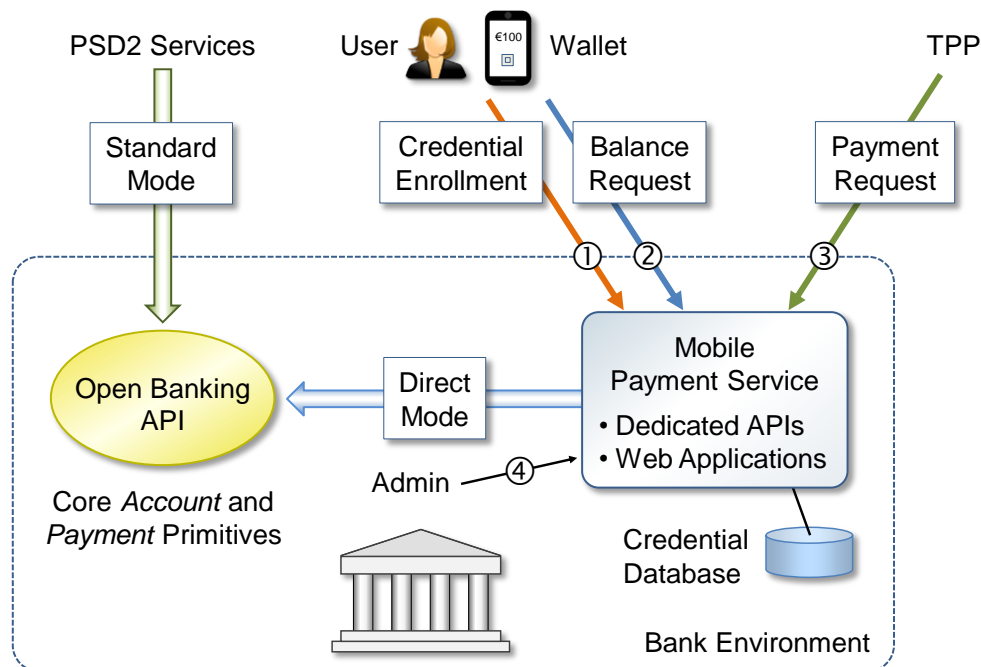 PSD2 Services
User
€100
Wallet
TPP
Standard
Mode
Credential
Enrollment
Balance
Request
Payment
Request
①
②
③
Open Banking
API
Direct
Mode
Mobile
Payment Service
• Dedicated APIs
• Web Applications
Admin
④
Core Account and
Payment Primitives
Credential
Database
Bank Environment